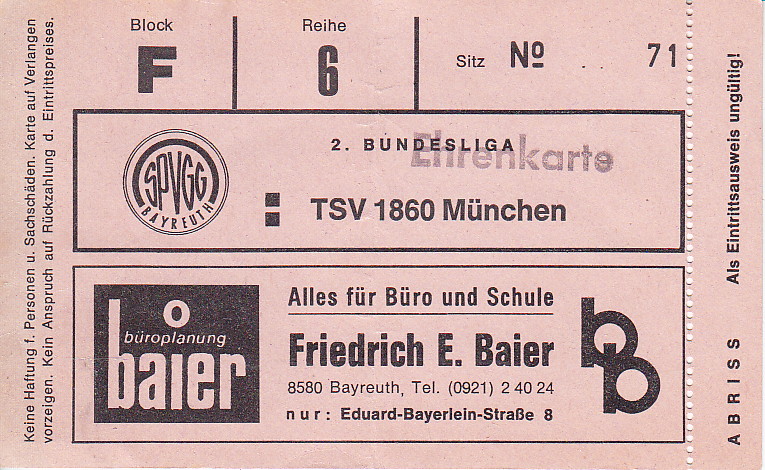 Block
F
Reihe
6
Sitz Nº 71
2. BUNDESLIGA
Ehrenkarte
SPVGG
BAYREUTH
: TSV 1860 München
büroplanung
baier
Alles für Büro und Schule
Friedrich E. Baier
8580 Bayreuth, Tel. (0921) 2 40 24
nur: Eduard-Bayerlein-Straße 8
bb
Keine Haftung f. Personen u. Sachschäden. Karte auf Verlangen
vorzeigen. Kein Anspruch auf Rückzahlung d. Eintrittspreises.
ABRISS Als Eintrittsausweis ungültig!